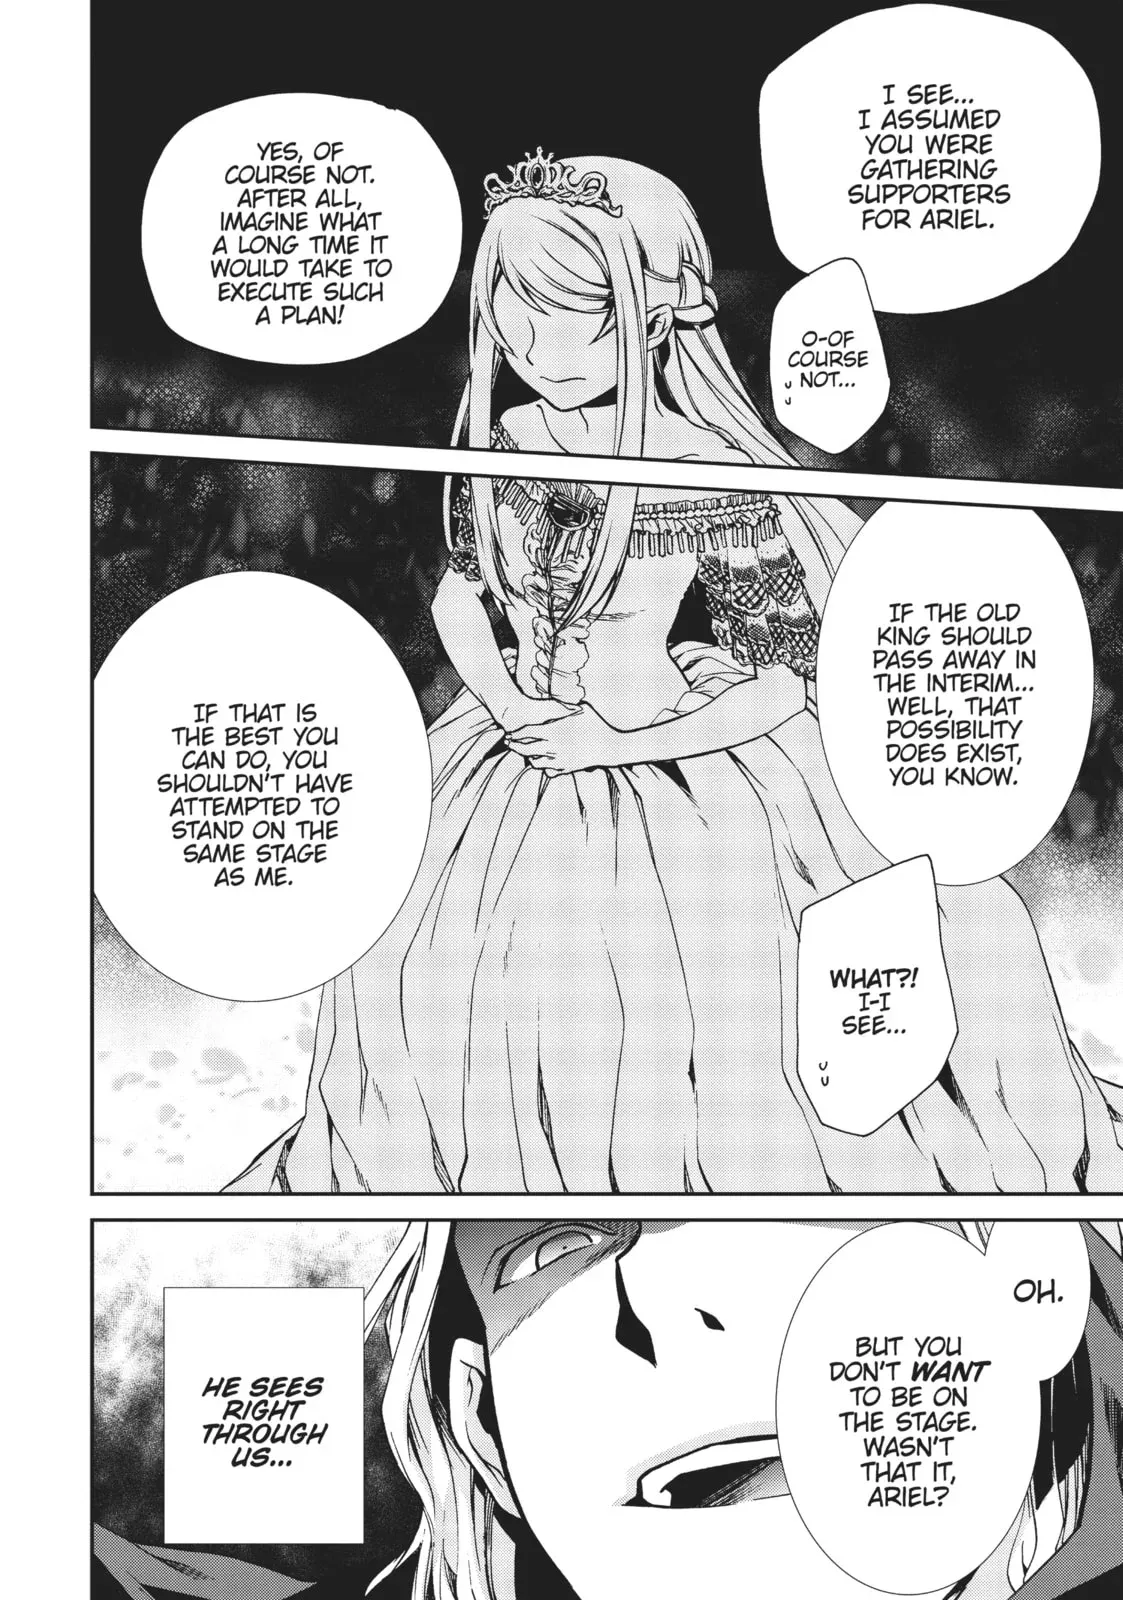 I SEE...
I ASSUMED
YOU WERE
GATHERING
SUPPORTERS
FOR ARIEL.
O-OF
COURSE
NOT...
YES, OF
COURSE NOT.
AFTER ALL,
IMAGINE WHAT
A LONG TIME IT
WOULD TAKE TO
EXECUTE SUCH
A PLAN!
IF THE OLD
KING SHOULD
PASS AWAY IN
THE INTERIM...
WELL, THAT
POSSIBILITY
DOES EXIST,
YOU KNOW.
WHAT?!
I-I
SEE...
IF THAT IS
THE BEST YOU
CAN DO, YOU
SHOULDN'T HAVE
ATTEMPTED TO
STAND ON THE
SAME STAGE
AS ME.
OH.
BUT YOU
DON'T WANT
TO BE ON
THE STAGE.
WASN'T
THAT IT,
ARIEL?
HE SEES
RIGHT
THROUGH
US...